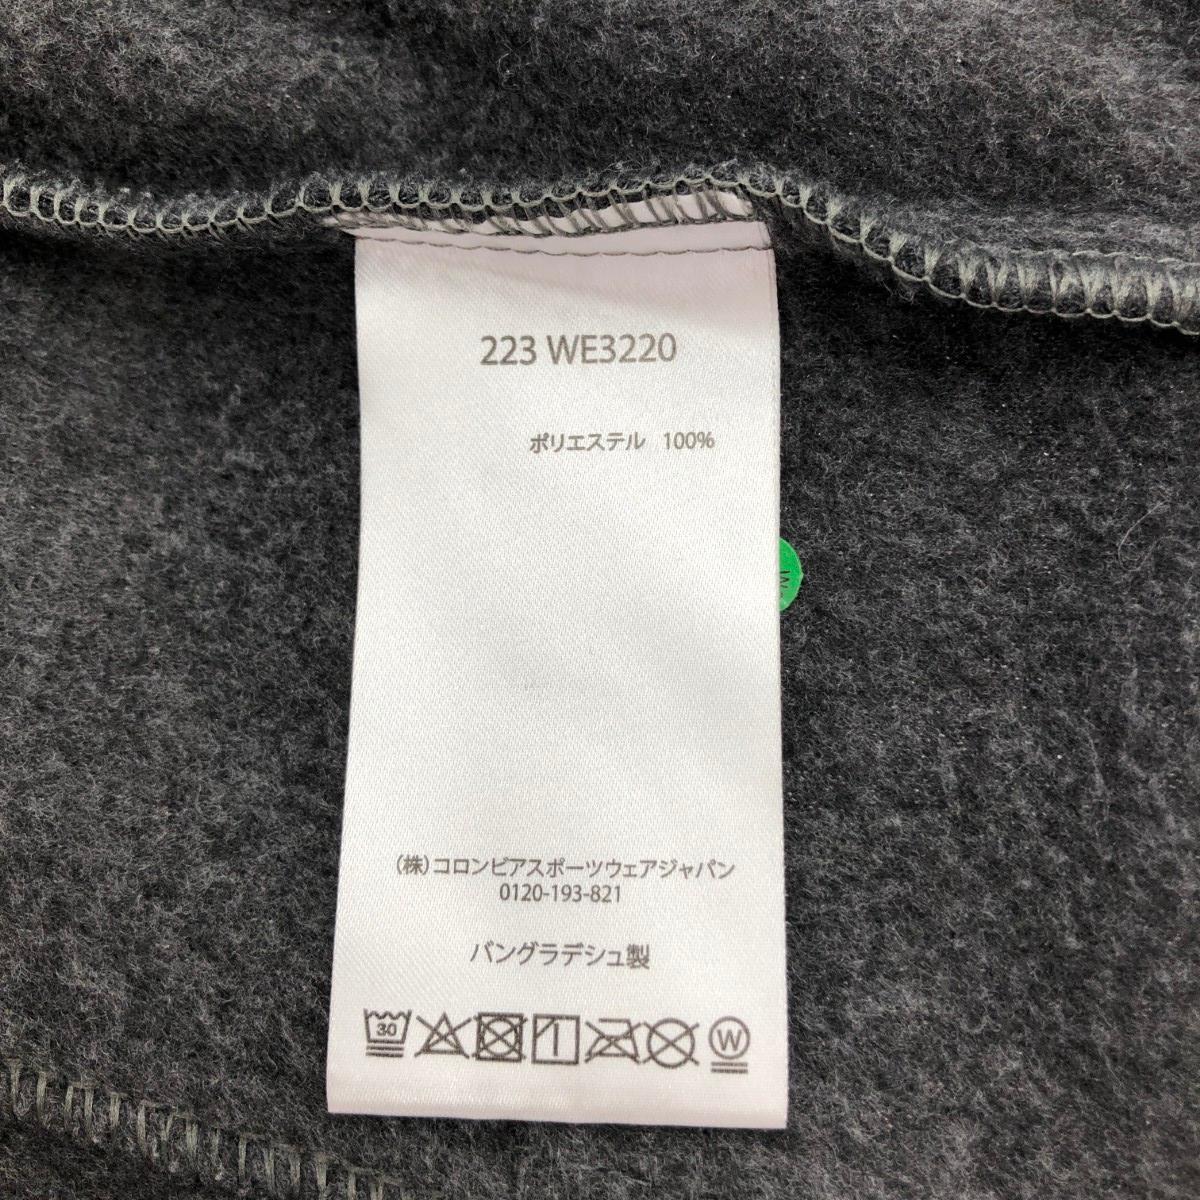 223 WE3220
ポリエステル 100%
(株)コロンビアスポーツウェアジャパン
0120-193-821
バングラデシュ製
30
W